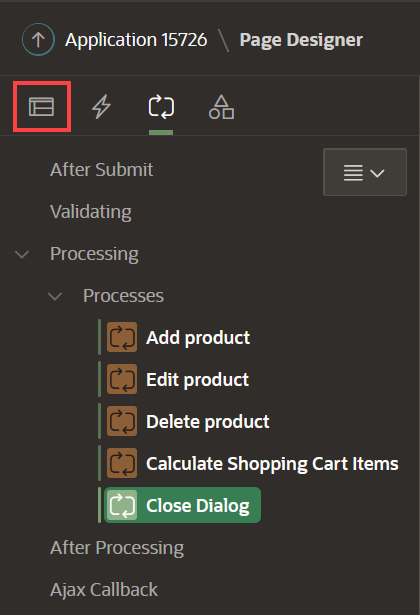 Application 15726 \ Page Designer
After Submit
Validating
Processing
Processes
Add product
Edit product
Delete product
Calculate Shopping Cart Items
Close Dialog
After Processing
Ajax Callback